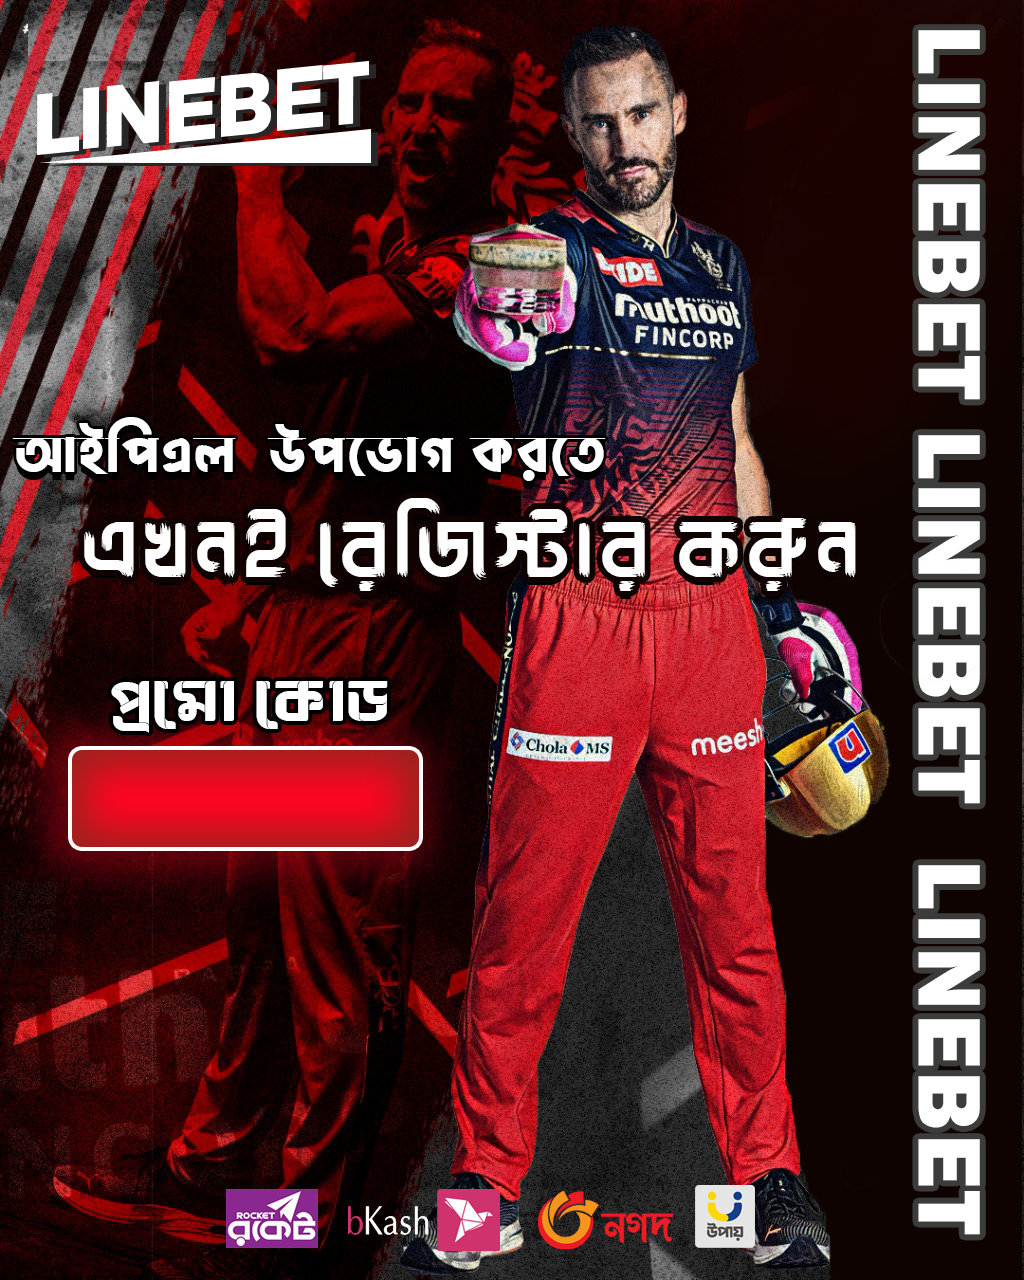 LINEBET
SLIDE
muthoot
FINCORP
আইপিএল উপভোগ করতে
এখনই রেজিস্টার করুন
প্রমো কোড
Chola MS
meesh
ROCKET
রকেট
bKash
নগদ
উপায়
LINEBET LINEBET LINEBET